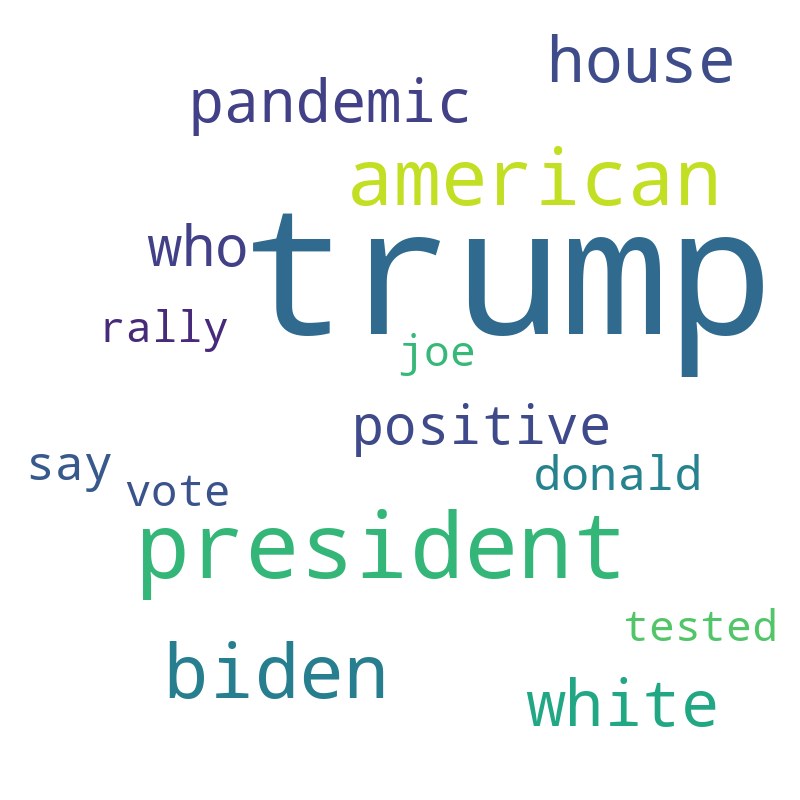 house
pandemic
american
trump
who
rally
joe
positive
say
donald
vote
president
tested
biden
white